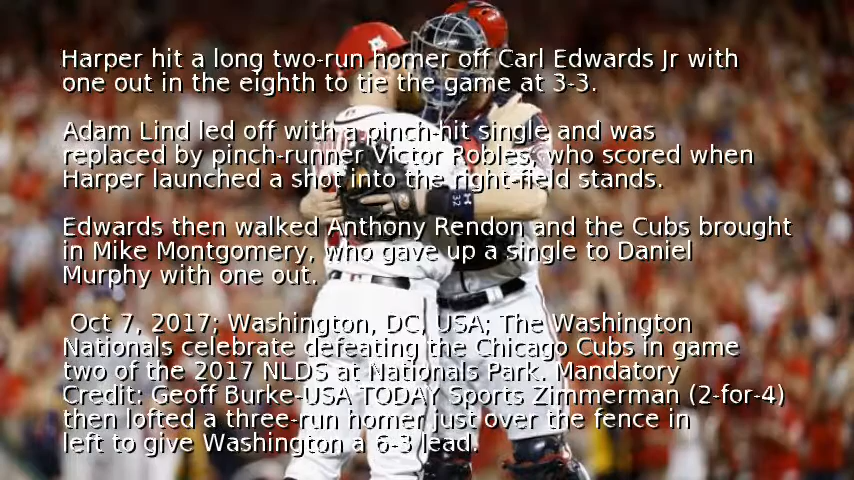 Harper hit a long two-run homer off Carl Edwards Jr with
one out in the eighth to tie the game at 3-3.
Adam Lind led off with a pinch-hit single and was
replaced by pinch-runner Victor Robles, who scored when
Harper launched a shot into the right-field stands.
Edwards then walked Anthony Rendon and the Cubs brought
in Mike Montgomery, who gave up a single to Daniel
Murphy with one out.
Oct 7, 2017; Washington, DC, USA; The Washington
Nationals celebrate defeating the Chicago Cubs in game
two of the 2017 NLDS at Nationals Park. Mandatory
Credit: Geoff Burke-USA TODAY Sports Zimmerman (2-for-4)
then lofted a three-run homer just over the fence in
left to give Washington a 6-3 lead.
32